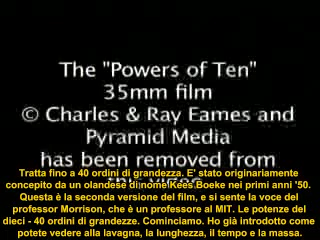 The "Powers of Ten"
35mm film
© Charles & Ray Eames and
Pyramid Media
has been removed from
this video
Tratta fino a 40 ordini di grandezza. E' stato originariamente
concepito da un olandese di nome Kees Boeke nei primi anni '50.
Questa è la seconda versione del film, e si sente la voce del
professor Morrison, che è un professore al MIT. Le potenze del
dieci - 40 ordini di grandezze. Cominciamo. Ho già introdotto come
potete vedere alla lavagna, la lunghezza, il tempo e la massa.